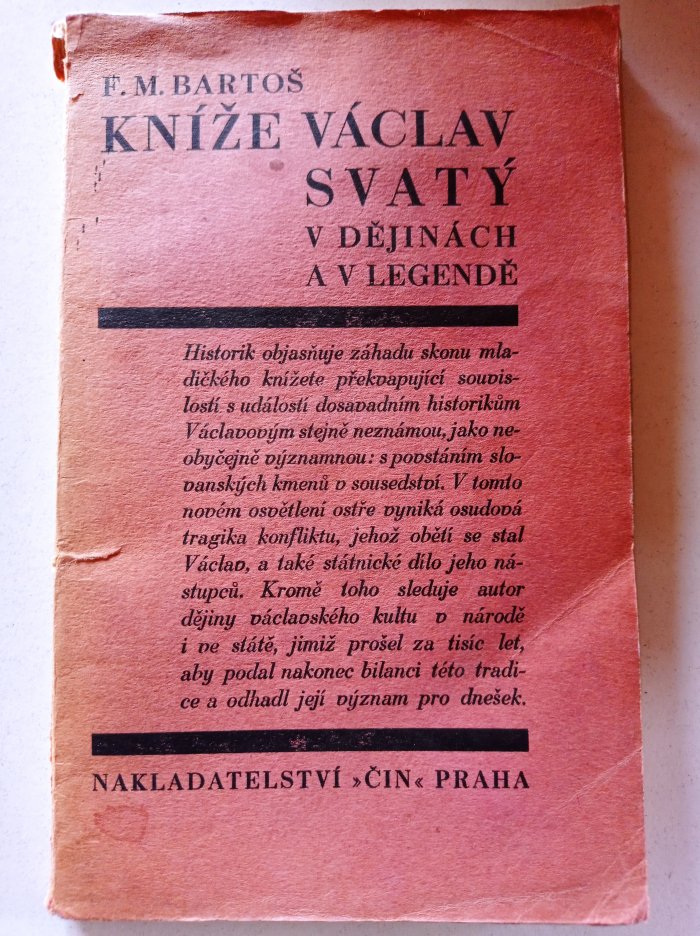 F. M. BARTOŠ
KNÍŽE VÁCLAV
SVATÝ
V DĚJINÁCH
A V LEGENDĚ
Historik objasňuje záhadu skonu mla-
dičkého knížete překvapující souvis-
lostí s událostí dosavadním historikům
Václavovým stejně neznámou, jako ne-
obyčejně významnou: s povstáním slo-
vanských kmenů v sousedství. V tomto
novém osvětlení ostře vyniká osudová
tragika konfliktu, jehož obětí se stal
Václav, a také státnické dílo jeho ná-
stupců. Kromě toho sleduje autor
dějiny václavského kultu v národě
i ve státě, jimiž prošel za tisíc let,
aby podal nakonec bilanci této tradi-
ce a odhadl její význam pro dnešek.
NAKLADATELSTVÍ »ČIN« PRAHA